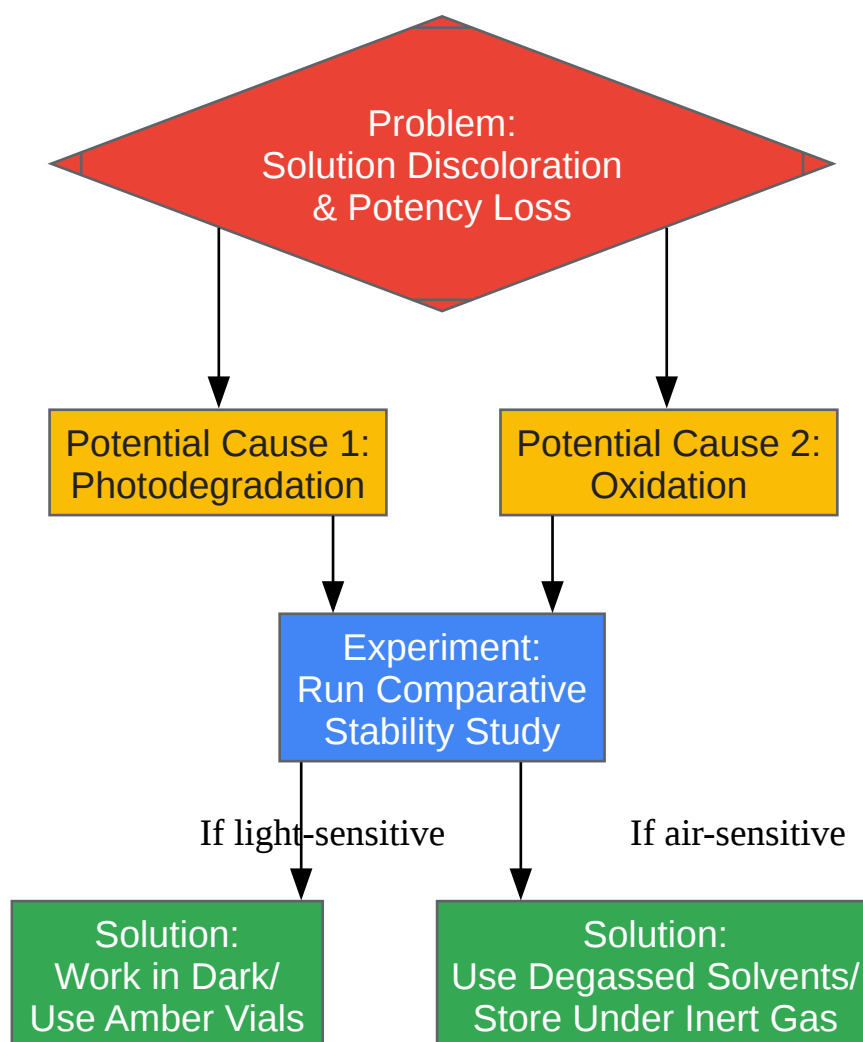 Problem:
Solution Discoloration
& Potency Loss
Potential Cause 1:
Photodegradation
Potential Cause 2:
Oxidation
Experiment:
Run Comparative
Stability Study
If light-sensitive
If air-sensitive
Solution:
Work in Dark/
Use Amber Vials
Solution:
Use Degassed Solvents/
Store Under Inert Gas